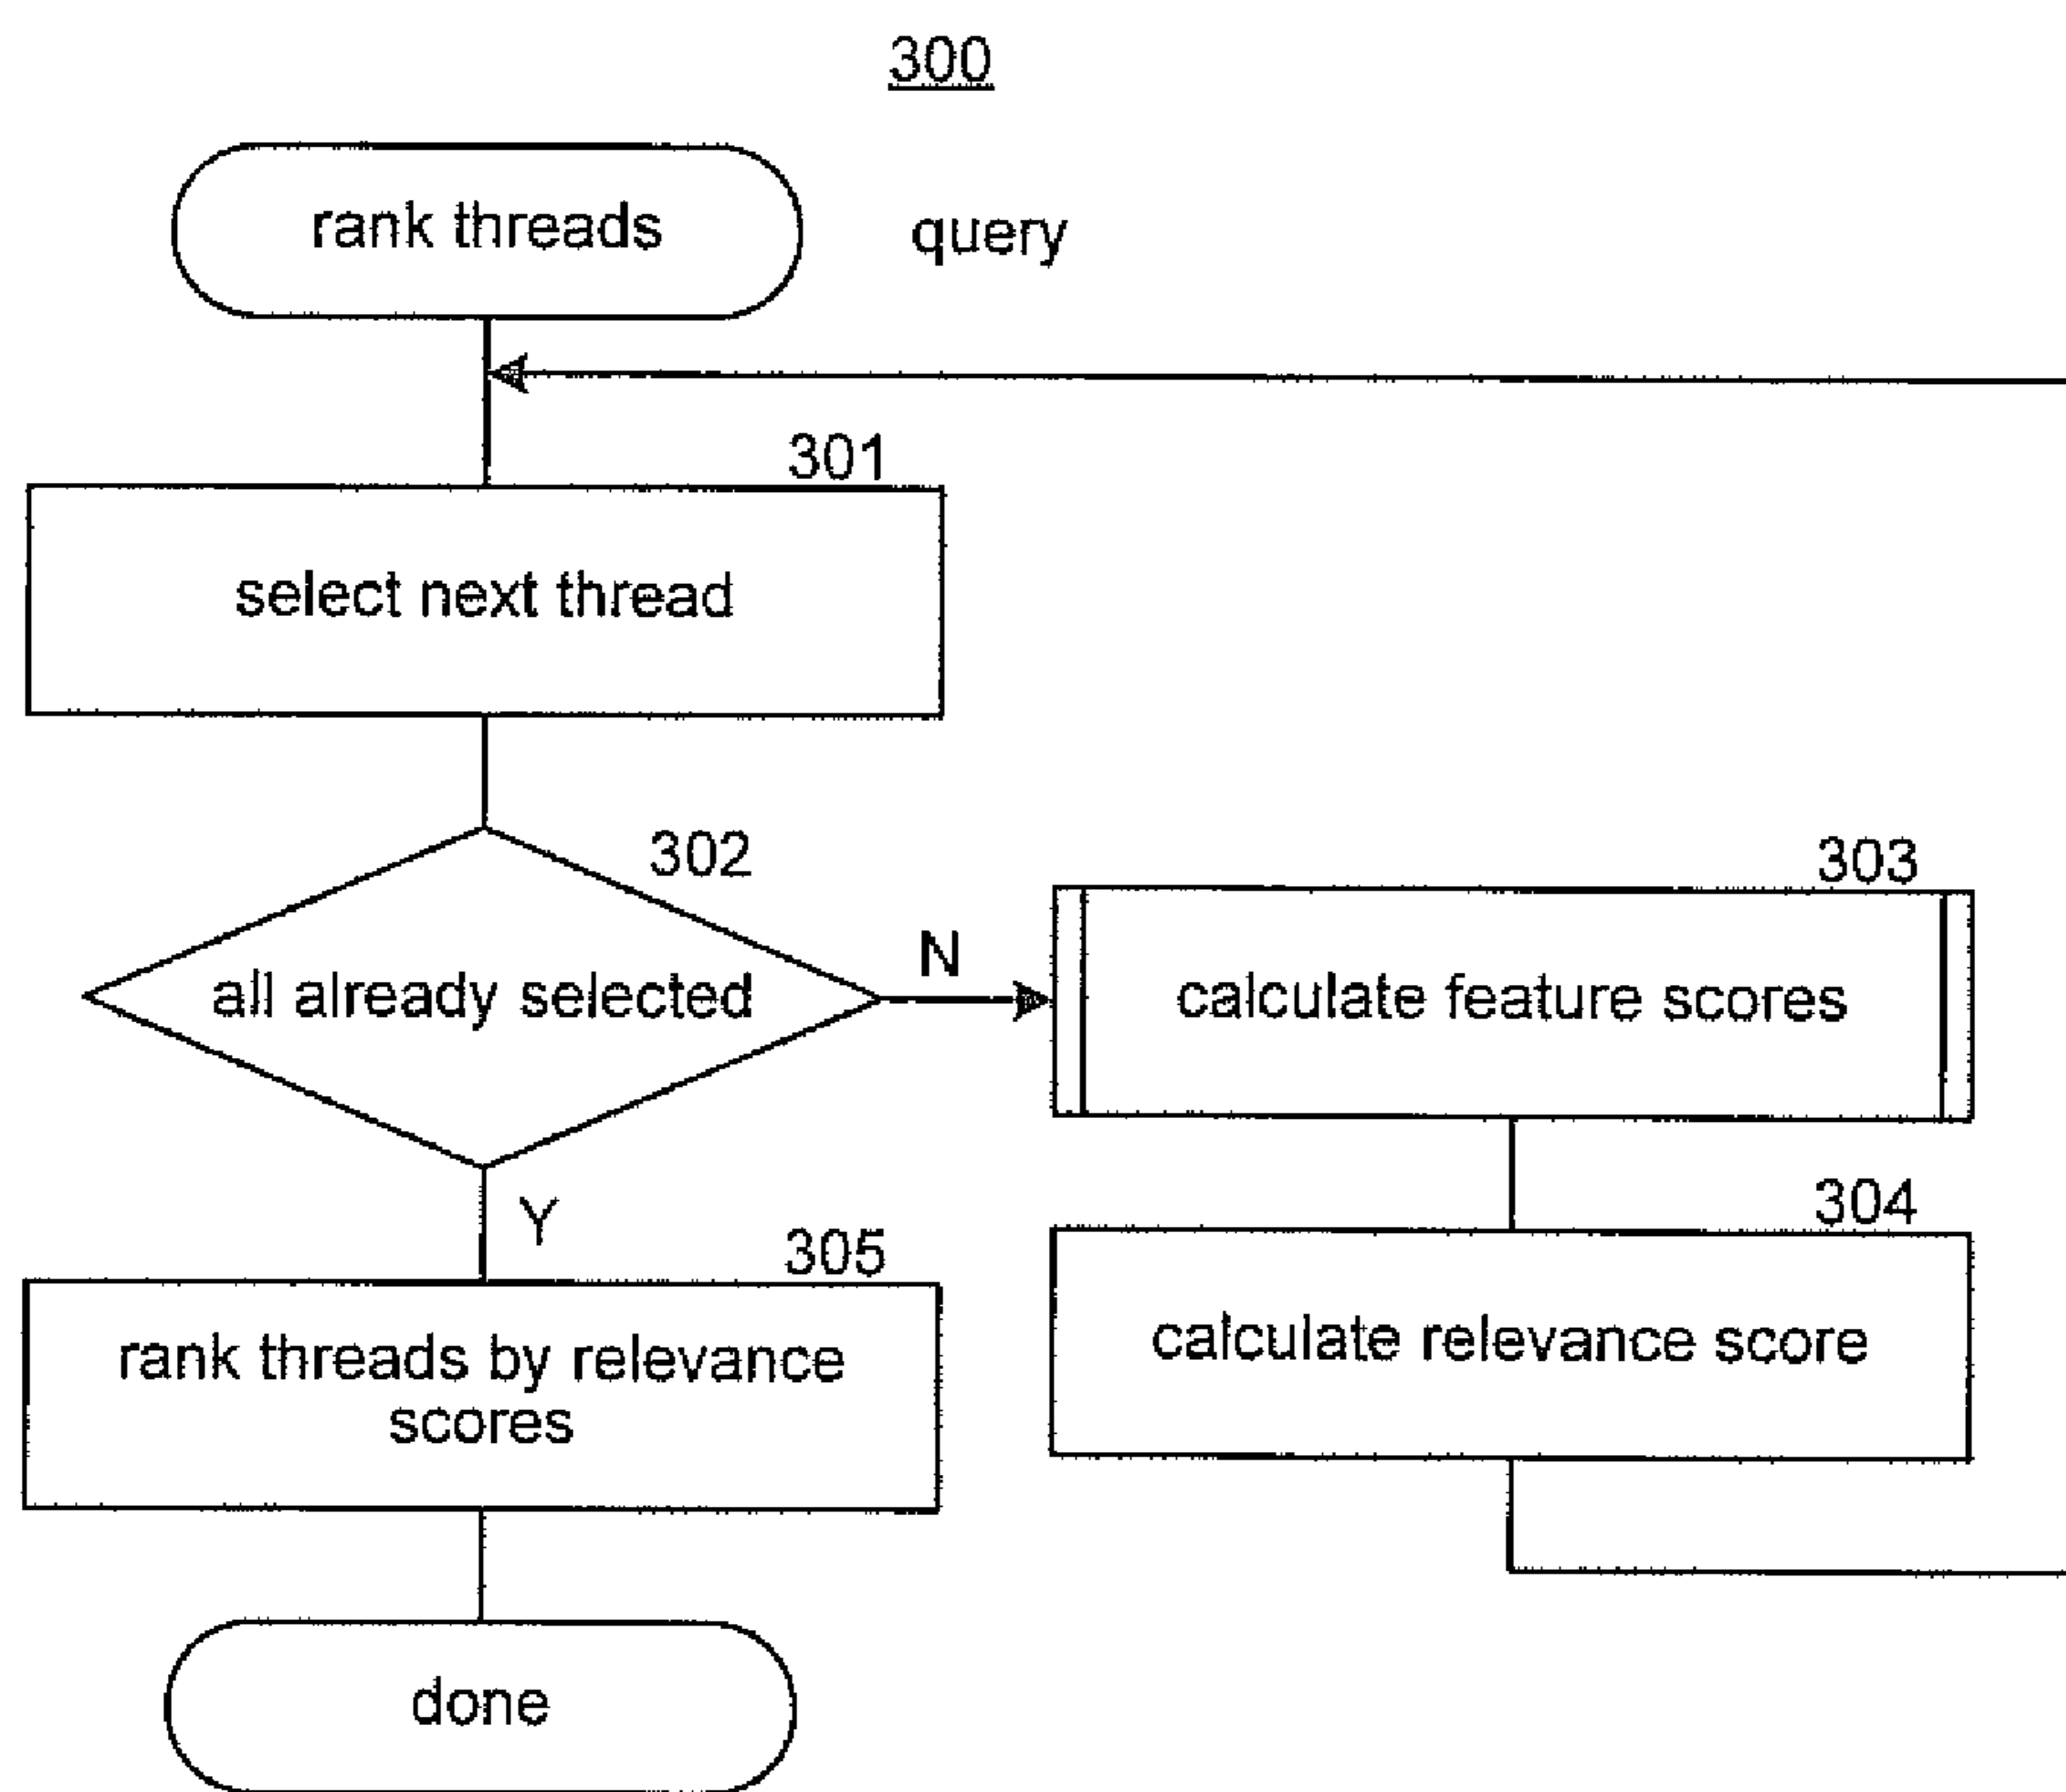 300
rank threads
query
301
select next thread
302
all already selected
N
303
calculate feature scores
Y
304
calculate relevance score
305
rank threads by relevance
scores
done